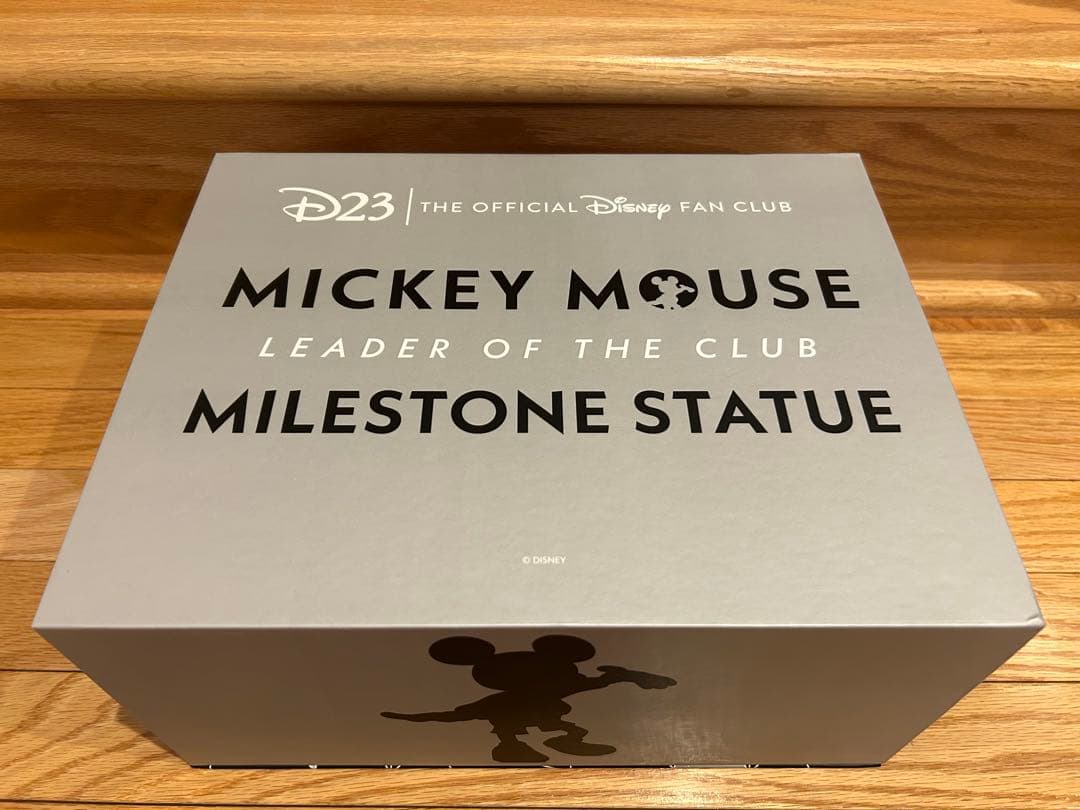 D23 | THE OFFICIAL Disney FAN CLUB
MICKEY MOUSE
LEADER OF THE CLUB
MILESTONE STATUE
© DISNEY